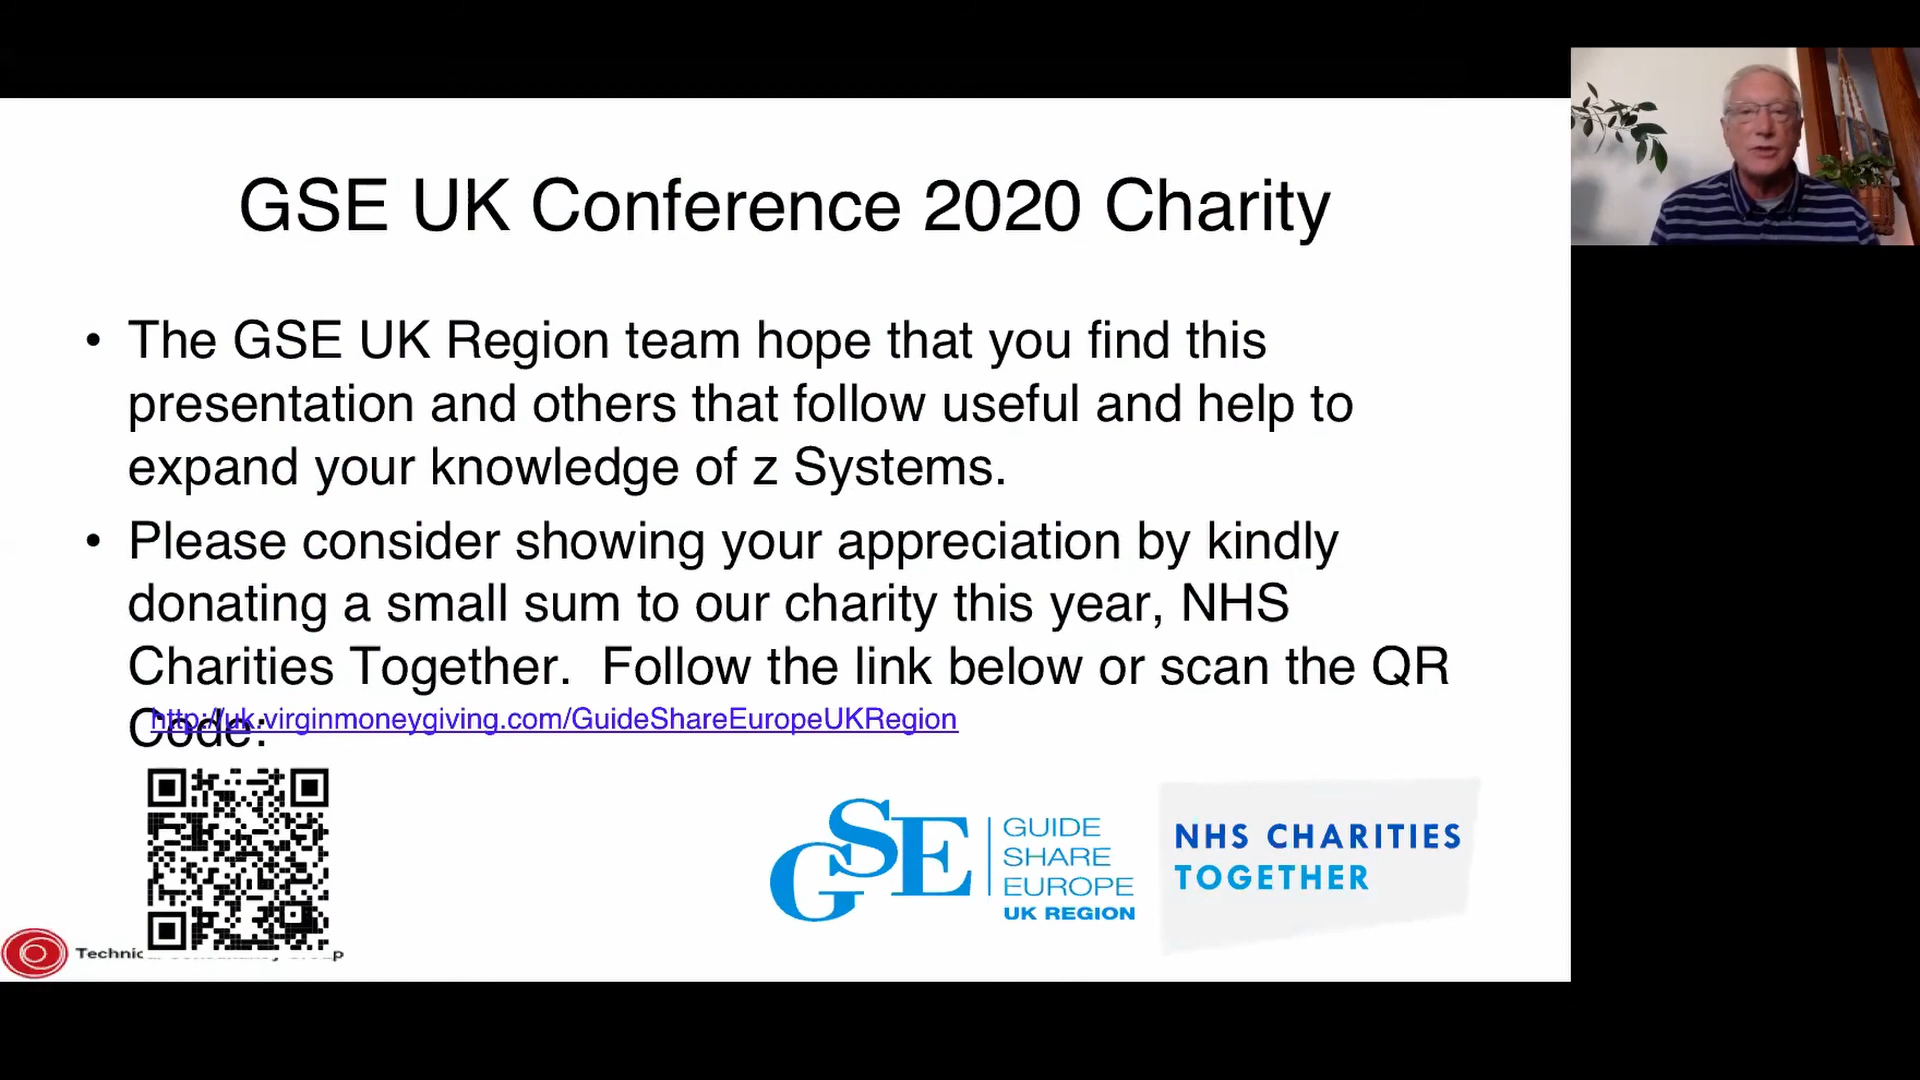 GSE UK Conference 2020 Charity
• The GSE UK Region team hope that you find this
presentation and others that follow useful and help to
expand your knowledge of z Systems.
• Please consider showing your appreciation by kindly
donating a small sum to our charity this year, NHS
Charities Together.  Follow the link below or scan the QR
Code:
http://uk.virginmoneygiving.com/GuideShareEuropeUKRegion
GSE
GUIDE
SHARE
EUROPE
UK REGION
NHS CHARITIES
TOGETHER